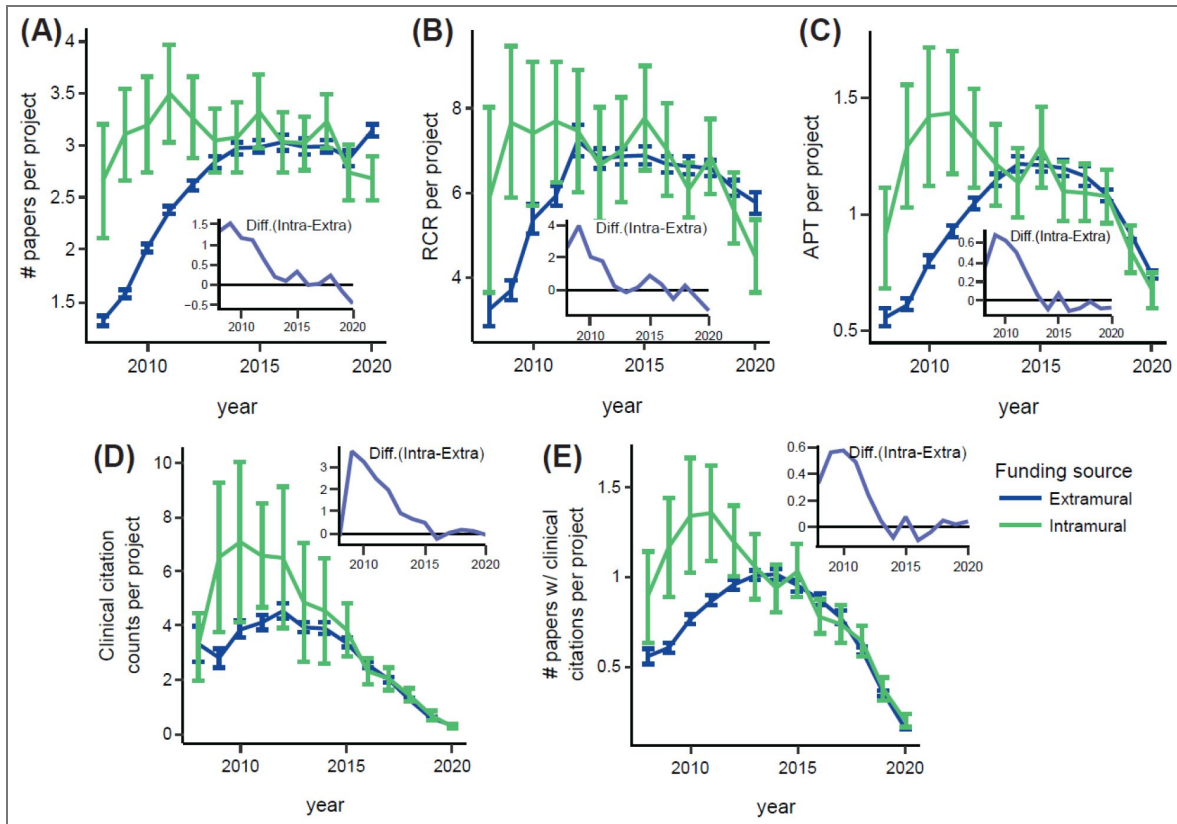 (A)
# papers per project
4
3.5
3
2.5
2
1.5
Diff.(Intra-Extra)
1.5
1
0.5
0
−0.5
2010
2015
2020
2010
2015
2020
year
(B)
RCR per project
8
6
4
Diff.(Intra-Extra)
4
2
0
2010
2015
2020
2010
2015
2020
year
(C)
APT per project
1.5
1
0.5
Diff.(Intra-Extra)
0.6
0.4
0.2
0
2010
2015
2020
2010
2015
2020
year
(D)
Clinical citation
counts per project
10
8
6
4
2
0
Diff.(Intra-Extra)
3
2
1
0
2010
2015
2020
2010
2015
2020
year
(E)
# papers w/ clinical
citations per project
1.5
1
0.5
Diff.(Intra-Extra)
0.6
0.4
0.2
0
2010
2015
2020
2010
2015
2020
year
Funding source
Extramural
Intramural